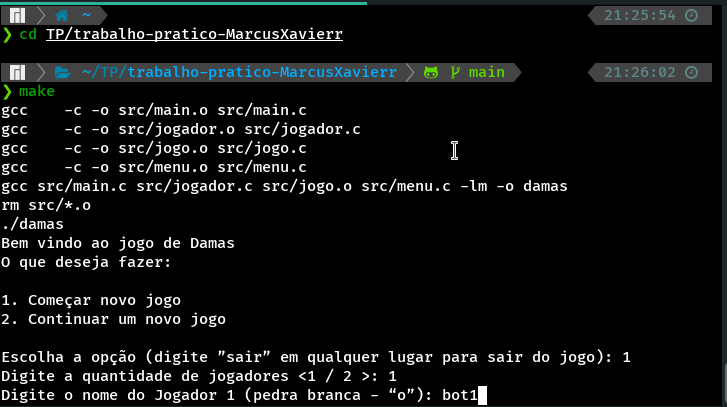 ~ 21:25:54
❯ cd TP/trabalho-pratico-MarcusXavierr
~/TP/trabalho-pratico-MarcusXavierr main 21:26:02
❯ make
gcc    -c -o src/main.o src/main.c
gcc    -c -o src/jogador.o src/jogador.c
gcc    -c -o src/jogo.o src/jogo.c
gcc    -c -o src/menu.o src/menu.c
gcc src/main.c src/jogador.c src/jogo.o src/menu.c -lm -o damas
rm src/*.o
./damas
Bem vindo ao jogo de Damas
O que deseja fazer:
1. Começar novo jogo
2. Continuar um novo jogo
Escolha a opção (digite ”sair” em qualquer lugar para sair do jogo): 1
Digite a quantidade de jogadores <1 / 2 >: 1
Digite o nome do Jogador 1 (pedra branca - “o”): bot1